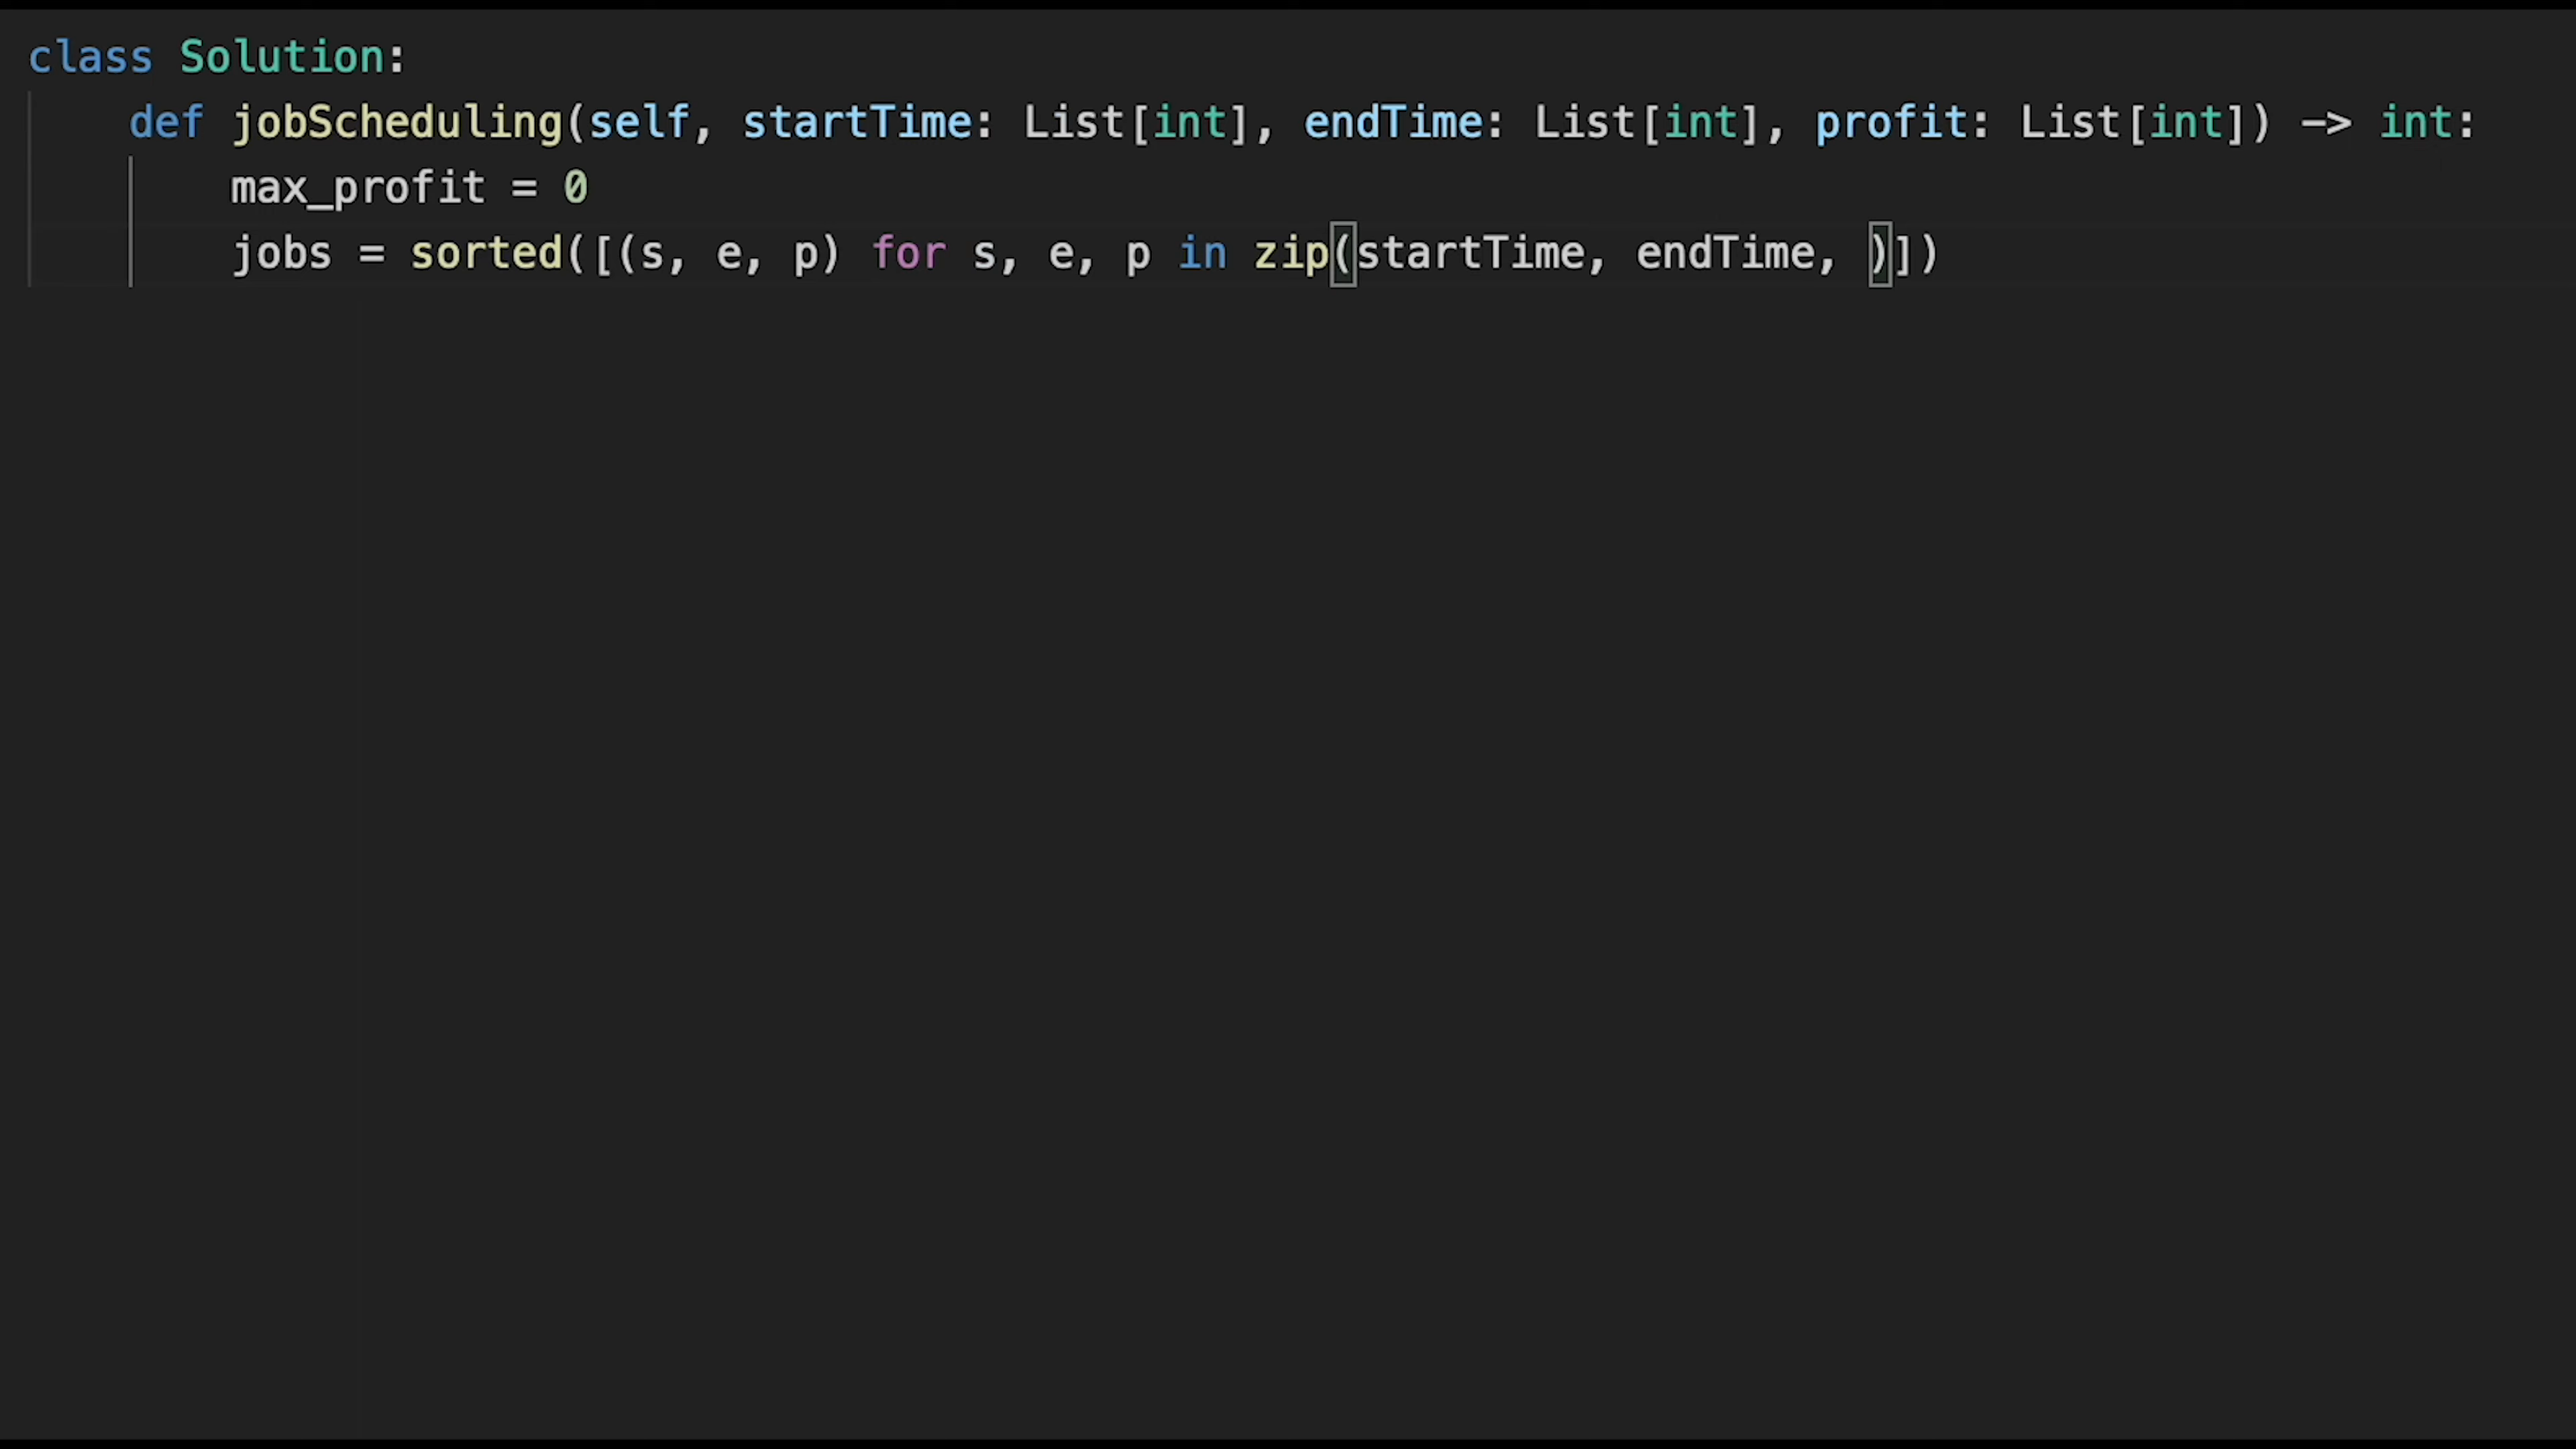 class Solution:
    def jobScheduling(self, startTime: List[int], endTime: List[int], profit: List[int]) -> int:
        max_profit = 0
        jobs = sorted([(s, e, p) for s, e, p in zip(startTime, endTime, )])